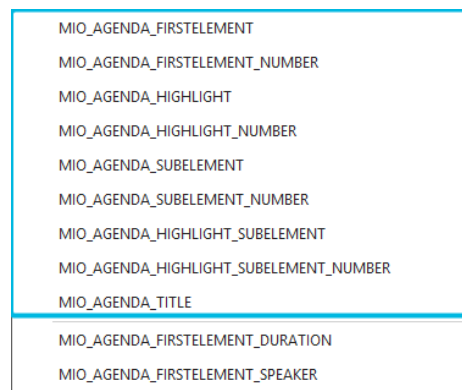 MIO_AGENDA_FIRSTELEMENT
MIO_AGENDA_FIRSTELEMENT_NUMBER
MIO_AGENDA_HIGHLIGHT
MIO_AGENDA_HIGHLIGHT_NUMBER
MIO_AGENDA_SUBELEMENT
MIO_AGENDA_SUBELEMENT_NUMBER
MIO_AGENDA_HIGHLIGHT_SUBELEMENT
MIO_AGENDA_HIGHLIGHT_SUBELEMENT_NUMBER
MIO_AGENDA_TITLE
MIO_AGENDA_FIRSTELEMENT_DURATION
MIO_AGENDA_FIRSTELEMENT_SPEAKER